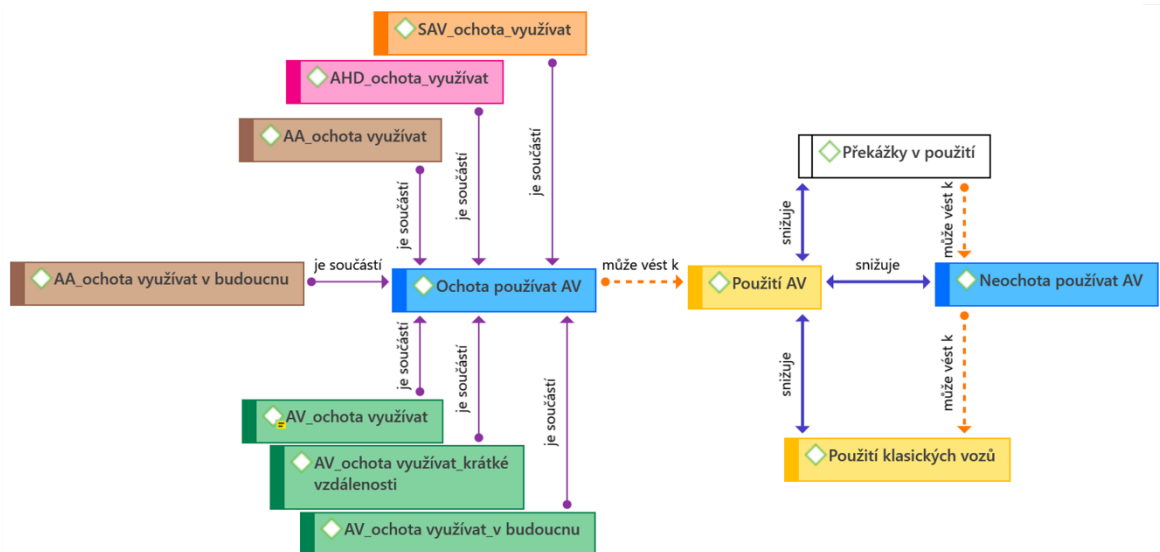 SAV_ochota_využívat
AHD_ochota_využívat
AA_ochota využívat
je součástí
je součástí
je součástí
Překážky v použití
snižuje
může vést k
AA_ochota využívat v budoucnu
je součástí
Ochota používat AV
může vést k
Použití AV
snižuje
Neochota používat AV
je součástí
je součástí
je součástí
snižuje
může vést k
AV_ochota využívat
AV_ochota využívat_krátké
vzdálenosti
Použití klasických vozů
AV_ochota využívat_v budoucnu